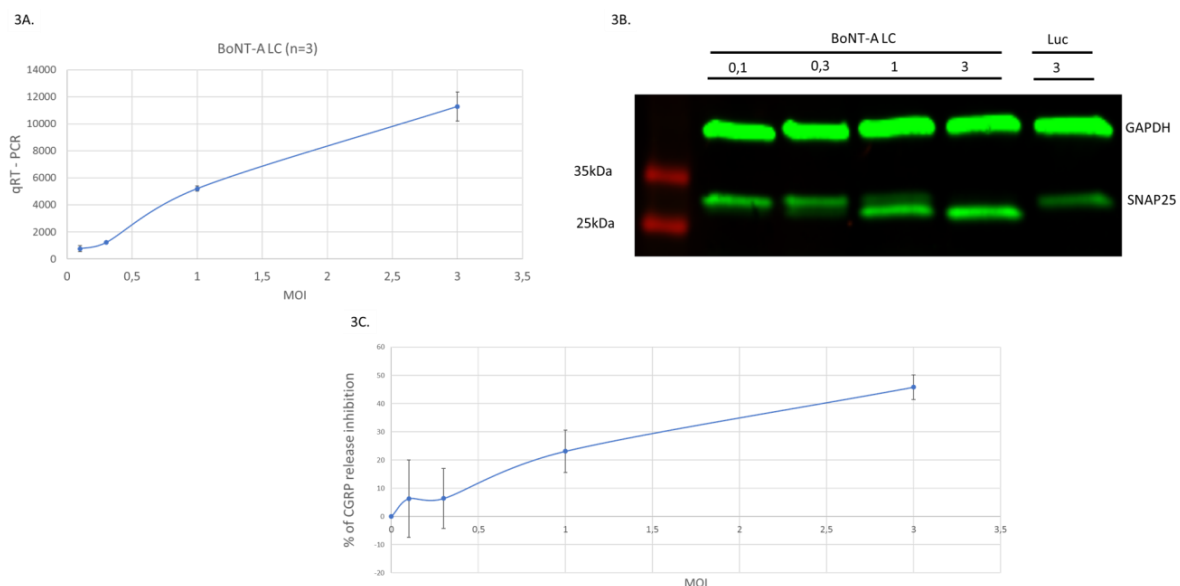 3A.
BoNT-A LC (n=3)
14000
12000
10000
8000
6000
4000
2000
0
qRT - PCR
0 0,5 1 1,5 2 2,5 3 3,5
MOI
3B.
BoNT-A LC Luc
0,1 0,3 1 3 3
GAPDH
35kDa
SNAP25
25kDa
3C.
60
50
40
30
20
10
0
-10
-20
% of CGRP release inhibition
0 0,5 1 1,5 2 2,5 3 3,5
MOI